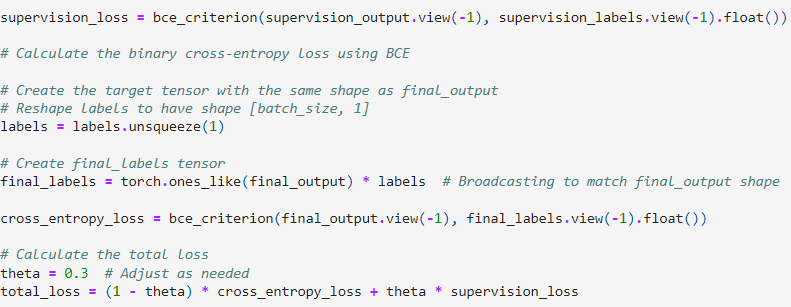 supervision_loss = bce_criterion(supervision_output.view(-1), supervision_labels.view(-1).float())
# Calculate the binary cross-entropy loss using BCE
# Create the target tensor with the same shape as final_output
# Reshape labels to have shape [batch_size, 1]
labels = labels.unsqueeze(1)
# Create final_labels tensor
final_labels = torch.ones_like(final_output) * labels  # Broadcasting to match final_output shape
cross_entropy_loss = bce_criterion(final_output.view(-1), final_labels.view(-1).float())
# Calculate the total loss
theta = 0.3  # Adjust as needed
total_loss = (1 - theta) * cross_entropy_loss + theta * supervision_loss